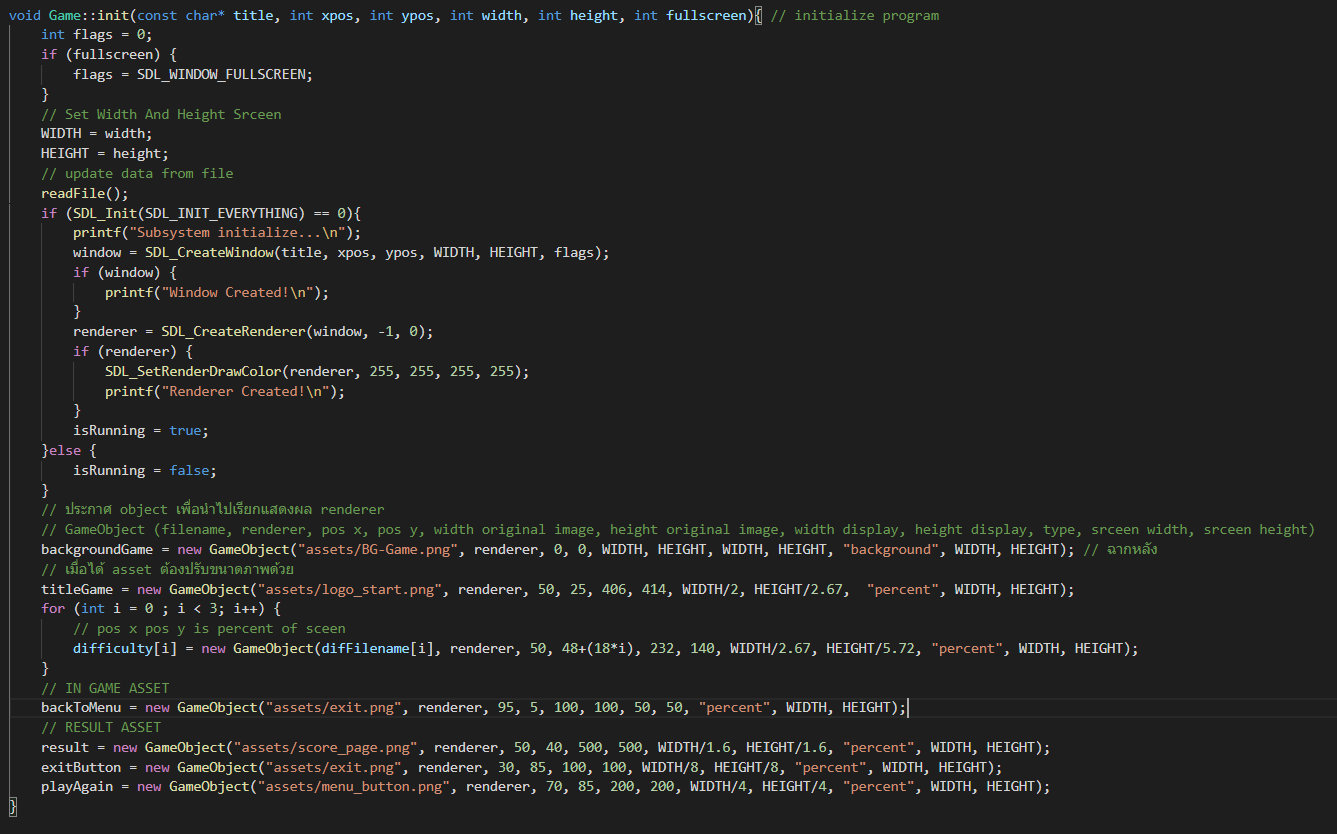 void Game::init(const char* title, int xpos, int ypos, int width, int height, int fullscreen){ // initialize program
    int flags = 0;
    if (fullscreen) {
        flags = SDL_WINDOW_FULLSCREEN;
    }
    // Set Width And Height Srceen
    WIDTH = width;
    HEIGHT = height;
    // update data from file
    readFile();
    if (SDL_Init(SDL_INIT_EVERYTHING) == 0){
        printf("Subsystem initialize...\n");
        window = SDL_CreateWindow(title, xpos, ypos, WIDTH, HEIGHT, flags);
        if (window) {
            printf("Window Created!\n");
        }
        renderer = SDL_CreateRenderer(window, -1, 0);
        if (renderer) {
            SDL_SetRenderDrawColor(renderer, 255, 255, 255, 255);
            printf("Renderer Created!\n");
        }
        isRunning = true;
    }else {
        isRunning = false;
    }
    // ประกาศ object เพื่อนำไปเรียกแสดงผล renderer
    // GameObject (filename, renderer, pos x, pos y, width original image, height original image, width display, height display, type, srceen width, srceen height)
    backgroundGame = new GameObject("assets/BG-Game.png", renderer, 0, 0, WIDTH, HEIGHT, WIDTH, HEIGHT, "background", WIDTH, HEIGHT); // ฉากหลัง
    // เมื่อได้ asset ต้องปรับขนาดภาพด้วย
    titleGame = new GameObject("assets/logo_start.png", renderer, 50, 25, 406, 414, WIDTH/2, HEIGHT/2.67,  "percent", WIDTH, HEIGHT);
    for (int i = 0 ; i < 3; i++) {
        // pos x pos y is percent of sceen
        difficulty[i] = new GameObject(difFilename[i], renderer, 50, 48+(18*i), 232, 140, WIDTH/2.67, HEIGHT/5.72, "percent", WIDTH, HEIGHT);
    }
    // IN GAME ASSET
    backToMenu = new GameObject("assets/exit.png", renderer, 95, 5, 100, 100, 50, 50, "percent", WIDTH, HEIGHT);
    // RESULT ASSET
    result = new GameObject("assets/score_page.png", renderer, 50, 40, 500, 500, WIDTH/1.6, HEIGHT/1.6, "percent", WIDTH, HEIGHT);
    exitButton = new GameObject("assets/exit.png", renderer, 30, 85, 100, 100, WIDTH/8, HEIGHT/8, "percent", WIDTH, HEIGHT);
    playAgain = new GameObject("assets/menu_button.png", renderer, 70, 85, 200, 200, WIDTH/4, HEIGHT/4, "percent", WIDTH, HEIGHT);
}